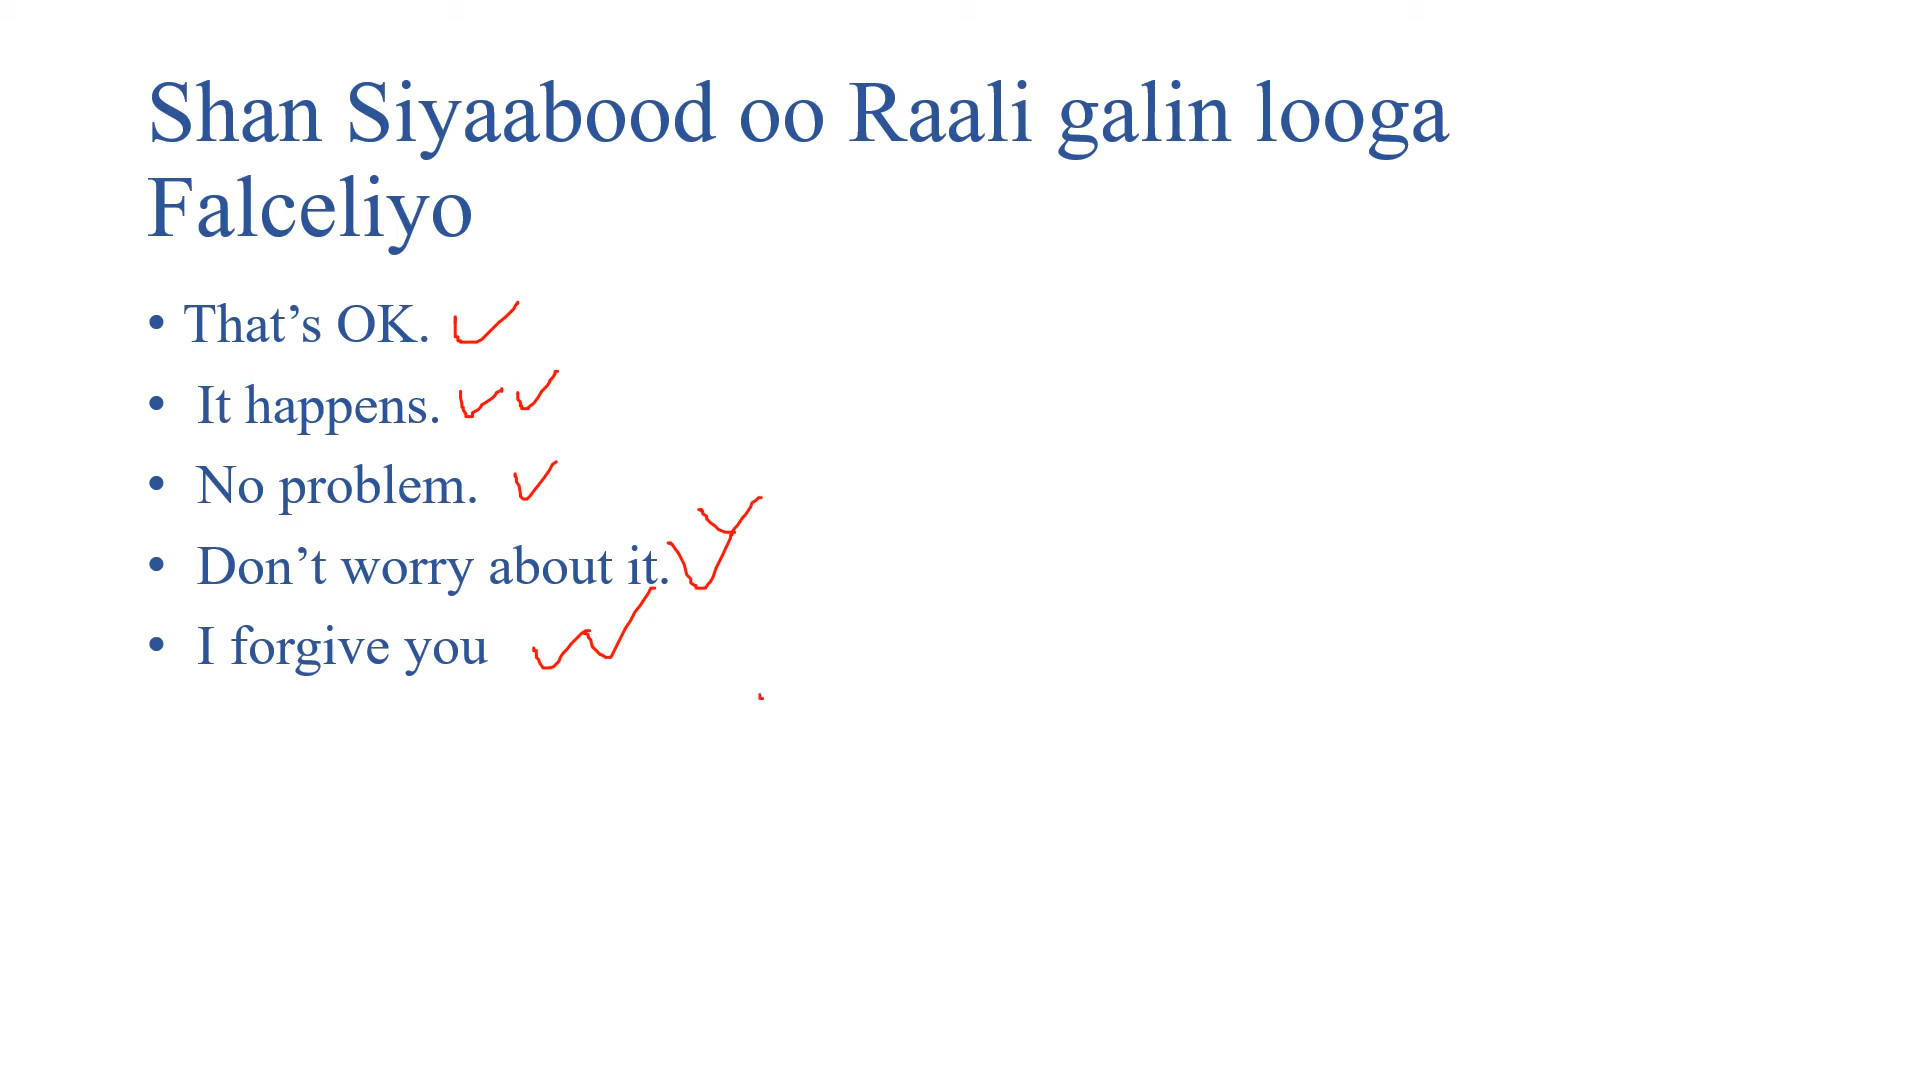 Shan Siyaabood oo Raali galin looga
Falceliyo
• That’s OK.
• It happens.
• No problem.
• Don’t worry about it.
• I forgive you